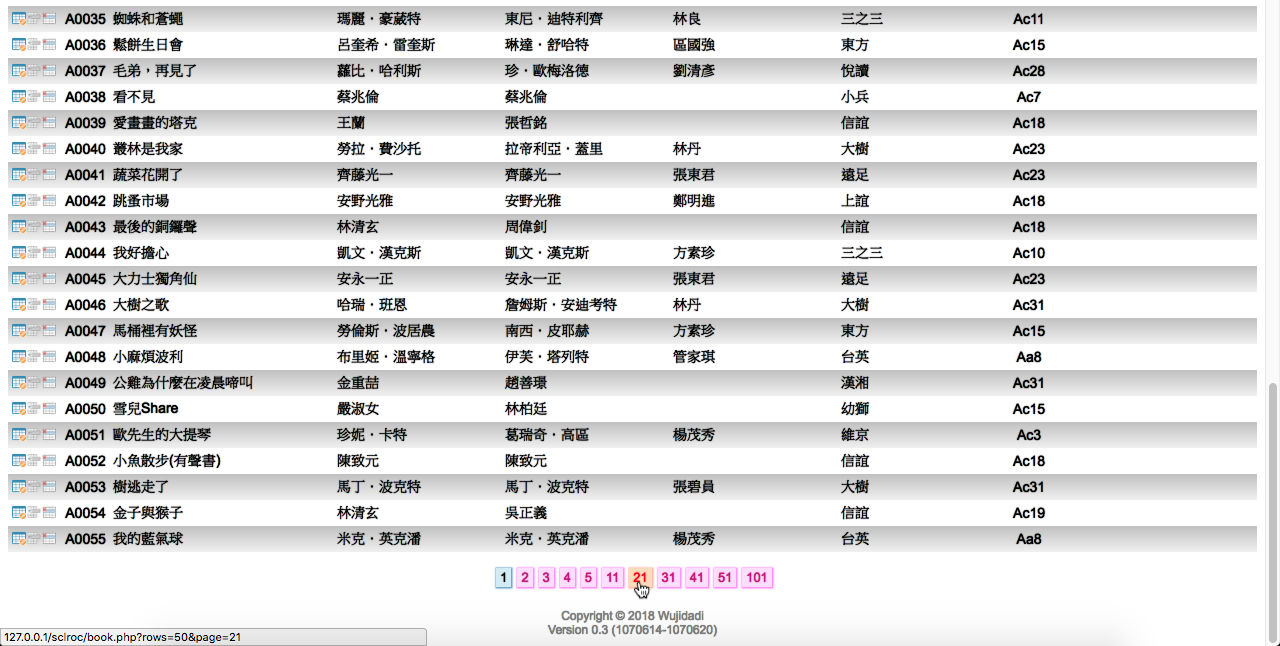 A0035 蜘蛛和蒼蠅 瑪麗·豪葳特 東尼·迪特利齊 林良 三之三 Ac11
A0036 鬆餅生日會 呂奎希·雷奎斯 琳達·舒哈特 區國強 東方 Ac15
A0037 毛弟，再見了 蘿比·哈利斯 珍·歐梅洛德 劉清彥 悅讀 Ac28
A0038 看不見 蔡兆倫 蔡兆倫 小兵 Ac7
A0039 愛畫畫的塔克 王蘭 張哲銘 信誼 Ac18
A0040 叢林是我家 勞拉·費沙托 拉帝利亞·蓋里 林丹 大樹 Ac23
A0041 蔬菜花開了 齊藤光一 齊藤光一 張東君 遠足 Ac23
A0042 跳蚤市場 安野光雅 安野光雅 鄭明進 上誼 Ac18
A0043 最後的銅鑼聲 林清玄 周偉釗 信誼 Ac18
A0044 我好擔心 凱文·漢克斯 凱文·漢克斯 方素珍 三之三 Ac10
A0045 大力士獨角仙 安永一正 安永一正 張東君 遠足 Ac23
A0046 大樹之歌 哈瑞·班恩 詹姆斯·安迪考特 林丹 大樹 Ac31
A0047 馬桶裡有妖怪 勞倫斯·波居農 南西·皮耶赫 方素珍 東方 Ac15
A0048 小麻煩波利 布里姬·溫寧格 伊芙·塔列特 管家琪 台英 Aa8
A0049 公雞為什麼在凌晨啼叫 金重喆 趙善璟 漢湘 Ac31
A0050 雪兒Share 嚴淑女 林柏廷 幼獅 Ac15
A0051 歐先生的大提琴 珍妮·卡特 葛瑞奇·高區 楊茂秀 維京 Ac3
A0052 小魚散步(有聲書) 陳致元 陳致元 信誼 Ac18
A0053 樹逃走了 馬丁·波克特 馬丁·波克特 張碧員 大樹 Ac31
A0054 金子與猴子 林清玄 吳正義 信誼 Ac19
A0055 我的藍氣球 米克·英克潘 米克·英克潘 楊茂秀 台英 Aa8
1 2 3 4 5 11 21 31 41 51 101
Copyright © 2018 Wujidadi
Version 0.3 (1070614-1070620)
127.0.0.1/sciroc/book.php?rows=50&page=21